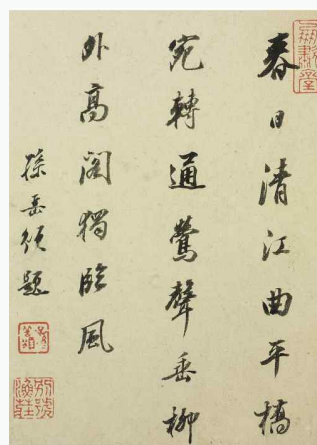 春日清江曲平橋
宛轉通鶯聲垂柳
外高閣獨臨風
孫岳頒題